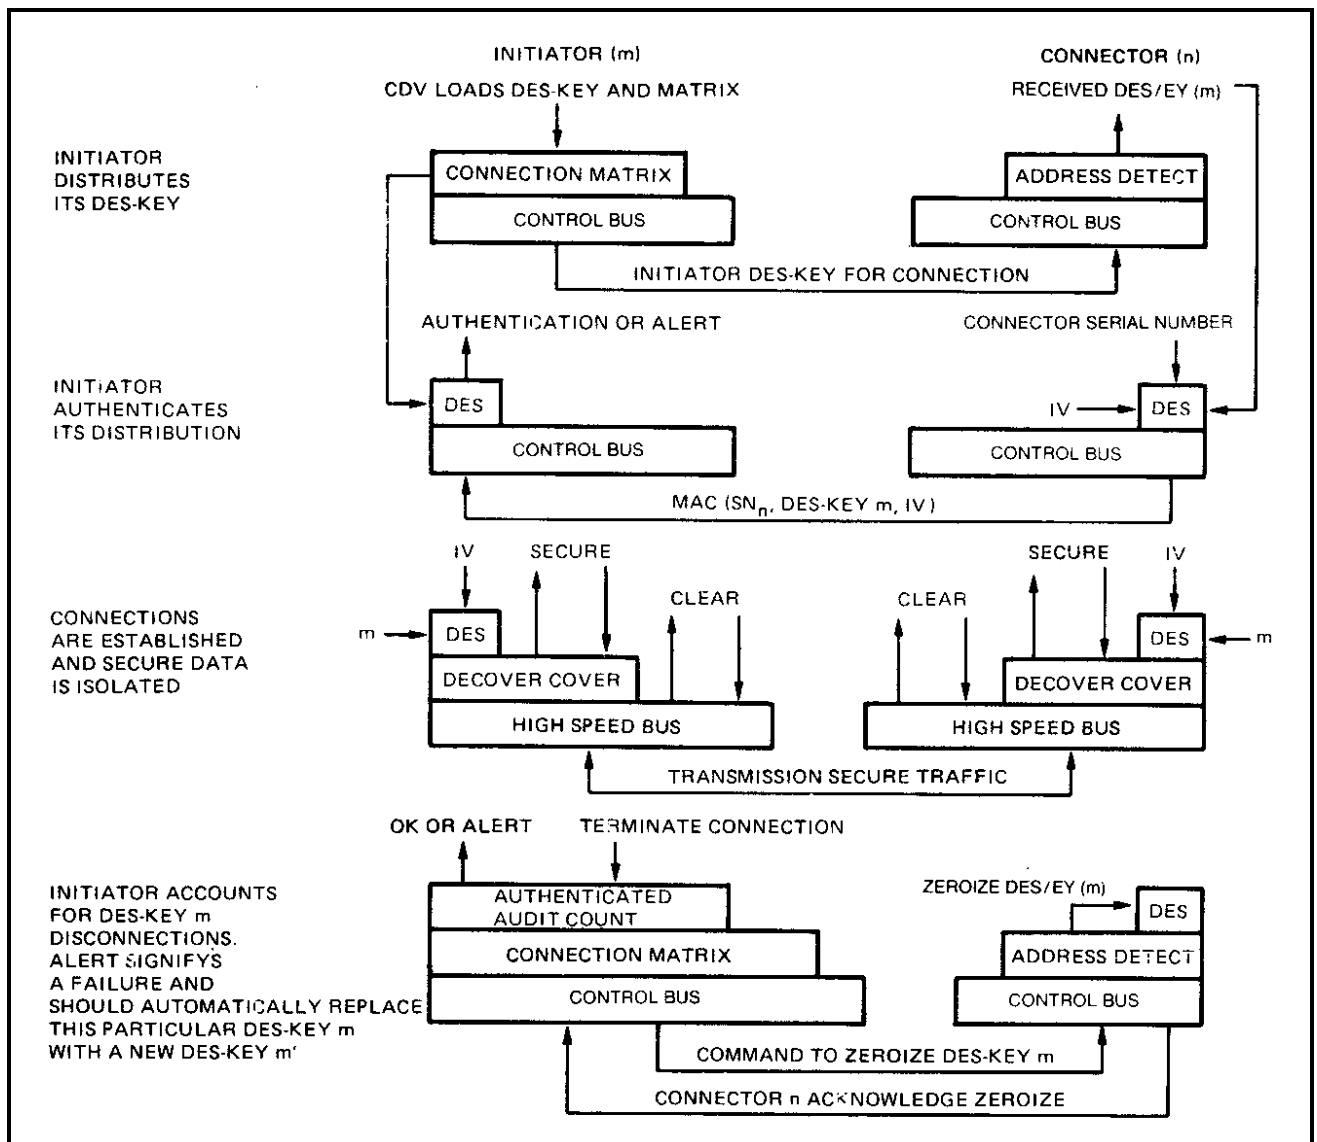 INITIATOR (m)
CONNECTOR (n)
CDV LOADS DES-KEY AND MATRIX
RECEIVED DES/EY (m)
INITIATOR
DISTRIBUTES
ITS DES-KEY
CONNECTION MATRIX
CONTROL BUS
ADDRESS DETECT
CONTROL BUS
INITIATOR DES-KEY FOR CONNECTION
AUTHENTICATION OR ALERT
CONNECTOR SERIAL NUMBER
INITIATOR
AUTHENTICATES
ITS DISTRIBUTION
DES
CONTROL BUS
IV
DES
CONTROL BUS
MAC (SNn, DES-KEY m, IV)
IV
SECURE
CLEAR
CLEAR
SECURE
IV
CONNECTIONS
ARE ESTABLISHED
AND SECURE DATA
IS ISOLATED
m
DES
DECOVER COVER
HIGH SPEED BUS
DES
m
DECOVER COVER
HIGH SPEED BUS
TRANSMISSION SECURE TRAFFIC
OK OR ALERT
TERMINATE CONNECTION
INITIATOR ACCOUNTS
FOR DES-KEY m
DISCONNECTIONS.
ALERT SIGNIFYS
A FAILURE AND
SHOULD AUTOMATICALLY REPLACE
THIS PARTICULAR DES-KEY m
WITH A NEW DES-KEY m'
AUTHENTICATED
AUDIT COUNT
CONNECTION MATRIX
CONTROL BUS
ZEROIZE DES/EY (m)
DES
ADDRESS DETECT
CONTROL BUS
COMMAND TO ZEROIZE DES-KEY m
CONNECTOR n ACKNOWLEDGE ZEROIZE